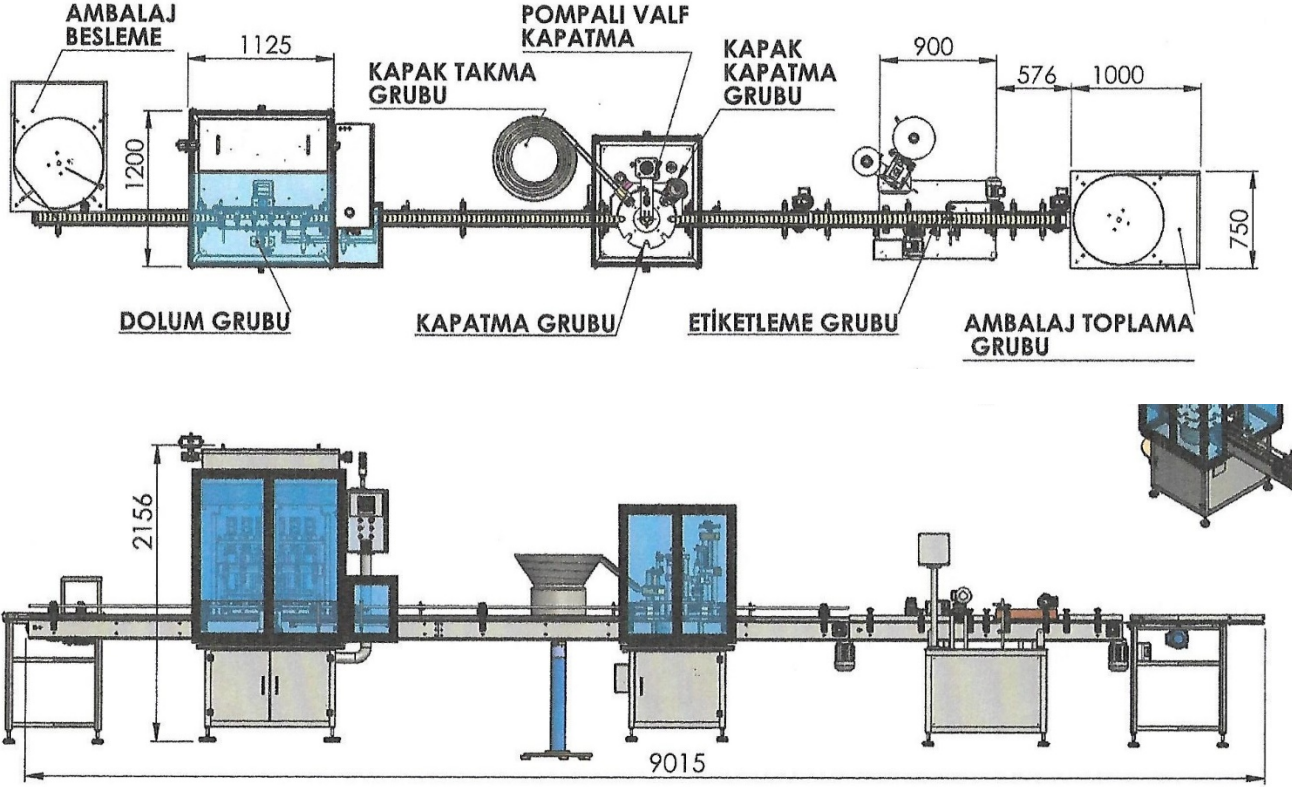 AMBALAJ
BESLEME
1125
POMPALI VALF
KAPATMA
KAPAK TAKMA
GRUBU
KAPAK
KAPATMA
GRUBU
900
576
1000
1200
750
DOLUM GRUBU
KAPATMA GRUBU
ETİKETLEME GRUBU
AMBALAJ TOPLAMA
GRUBU
2156
9015